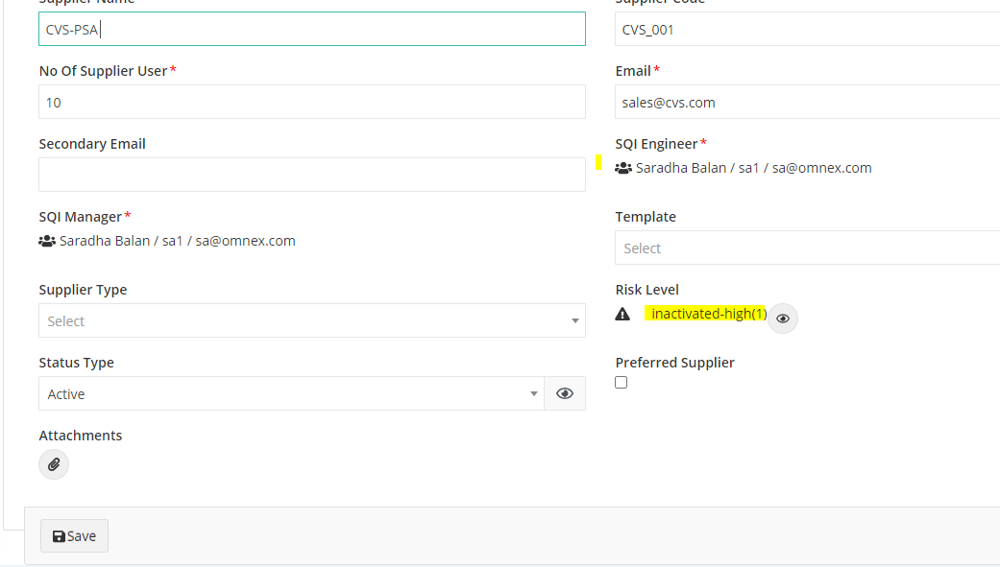 Supplier Name
Supplier Code
CVS-PSA
CVS_001
No Of Supplier User*
Email*
10
sales@cvs.com
Secondary Email
SQI Engineer*
Saradha Balan / sa1 / sa@omnex.com
SQI Manager*
Template
Saradha Balan / sa1 / sa@omnex.com
Select
Supplier Type
Risk Level
Select
inactivated-high(1)
Status Type
Preferred Supplier
Active
Attachments
Save